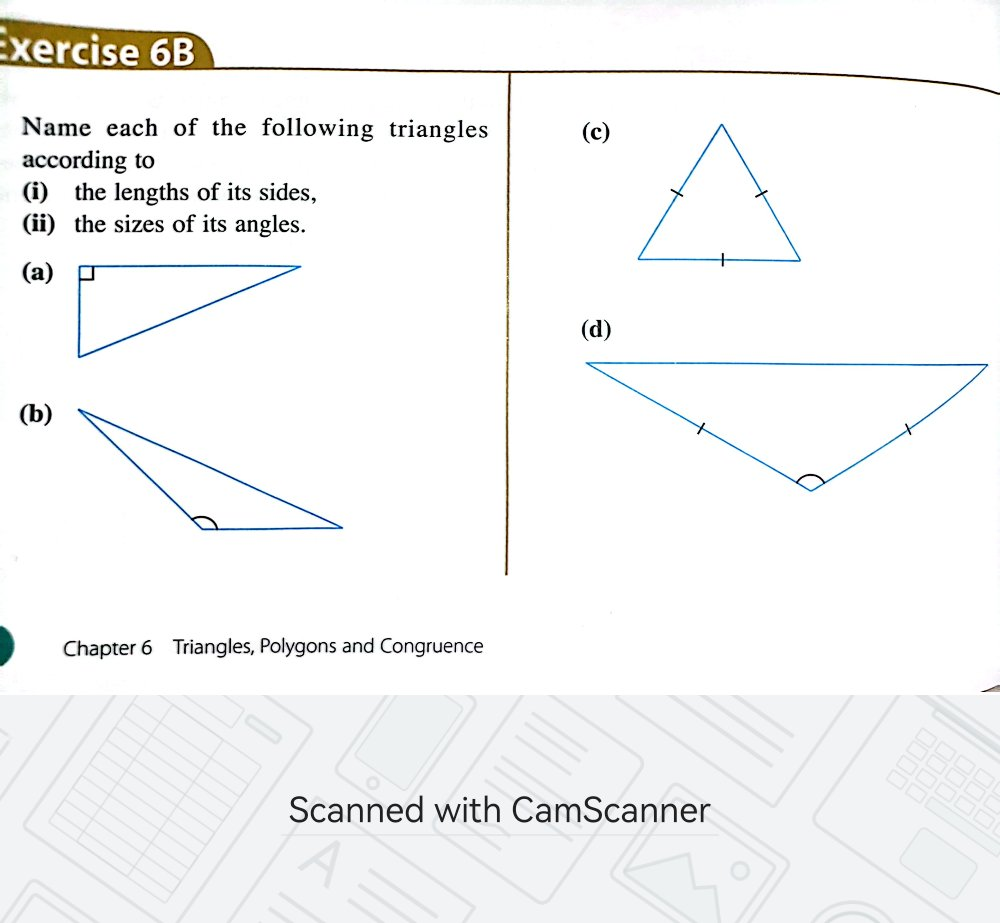 Exercise 6B
Name each of the following triangles
according to
(i) the lengths of its sides,
(ii) the sizes of its angles.
(a)
(b)
(c)
(d)
Chapter 6 Triangles, Polygons and Congruence
Scanned with CamScanner